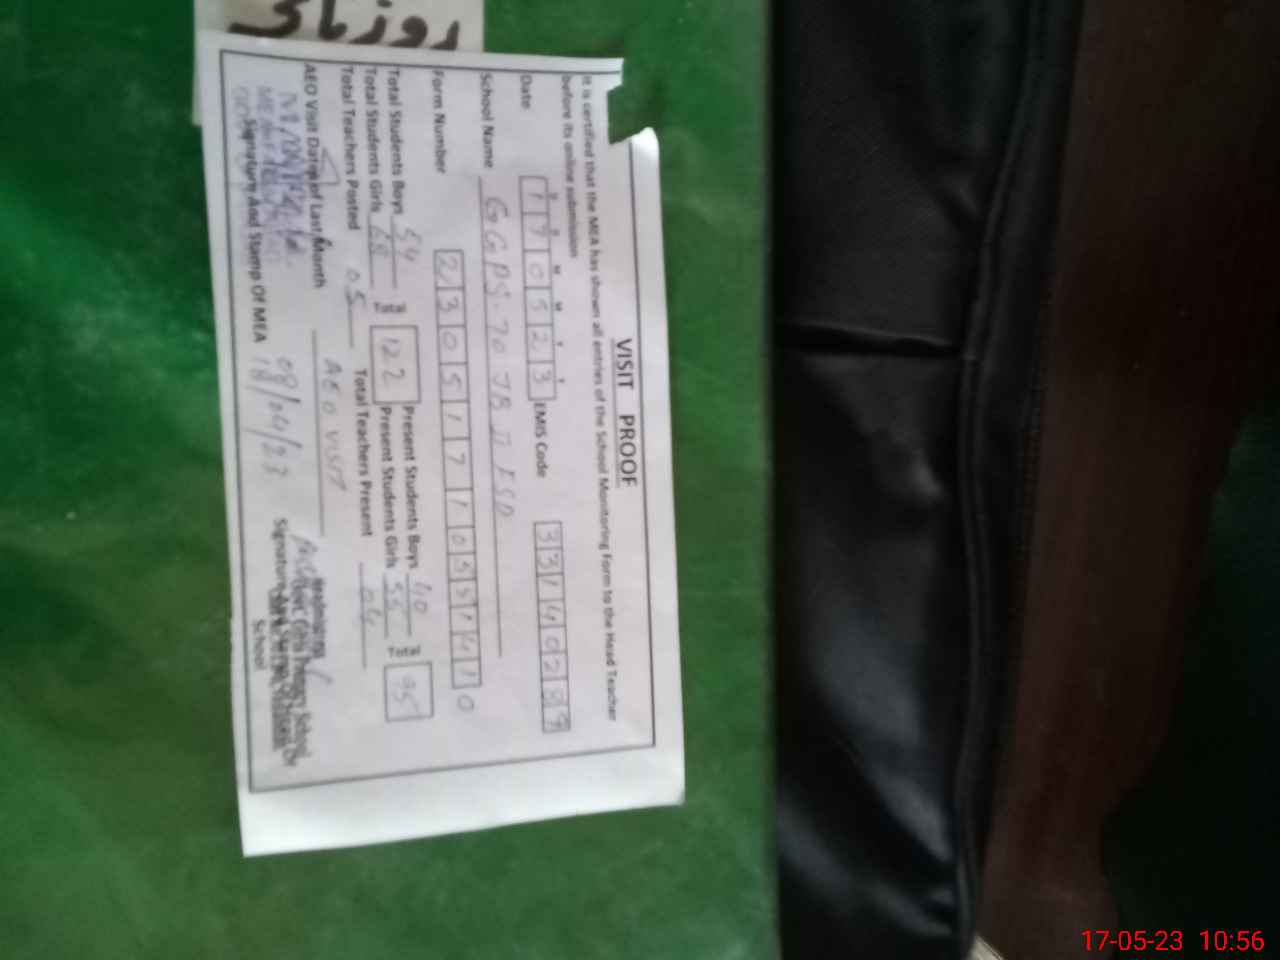 روزنامچہ
VISIT PROOF
It is certified that the MEA has shown all entries of the School Monitoring Form to the Head Teacher
before its online submission
Date 170523 EMIS Code 33140287
School Name GGPS. 70 JB II FSD
Form Number
Total Students Boys 54 Total 122 Present Students Boys 40 Total 95
Total Students Girls 68 Present Students Girls 55
Total Teachers Posted 05 Total Teachers Present 04
AEO Visit Date of Last Month AEO VISIT
08/04/23
Signature And Stamp Of MEA
Signature And Stamp Of
School
17-05-23 10:56